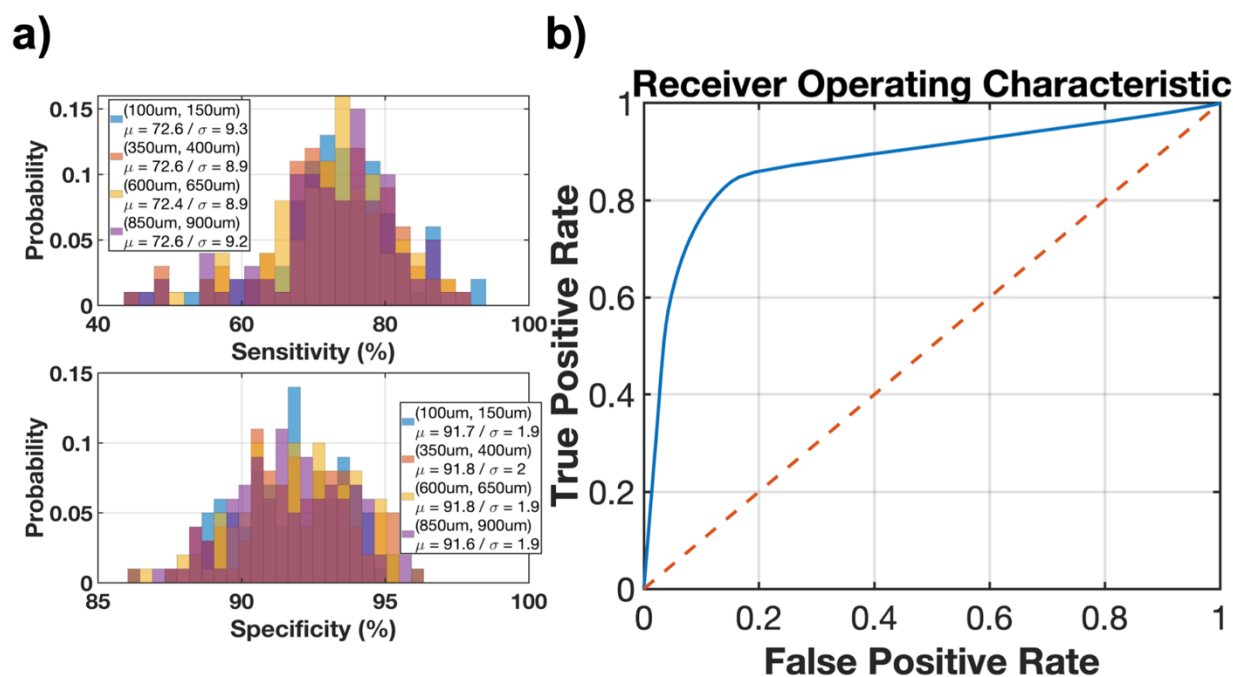 a)
0.15
0.1
0.05
0
Probability
(100um, 150um)
μ = 72.6 / σ = 9.3
(350um, 400um)
μ = 72.6 / σ = 8.9
(600um, 650um)
μ = 72.4 / σ = 8.9
(850um, 900um)
μ = 72.6 / σ = 9.2
40 60 80 100
Sensitivity (%)
0.15
0.1
0.05
0
Probability
(100um, 150um)
μ = 91.7 / σ = 1.9
(350um, 400um)
μ = 91.8 / σ = 2
(600um, 650um)
μ = 91.8 / σ = 1.9
(850um, 900um)
μ = 91.6 / σ = 1.9
85 90 95 100
Specificity (%)
b)
Receiver Operating Characteristic
1
0.8
0.6
0.4
0.2
0
True Positive Rate
0 0.2 0.4 0.6 0.8 1
False Positive Rate